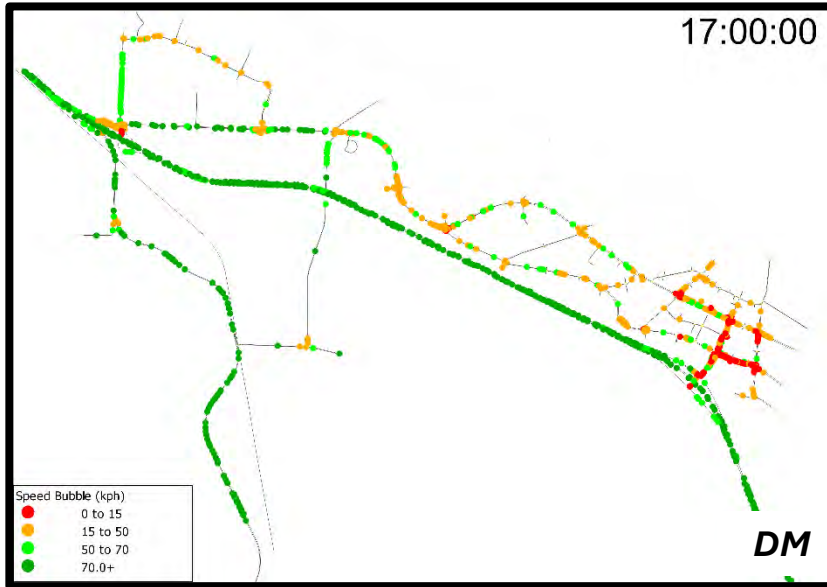 17:00:00
Speed Bubble (kph)
0 to 15
15 to 50
50 to 70
70.0+
DM